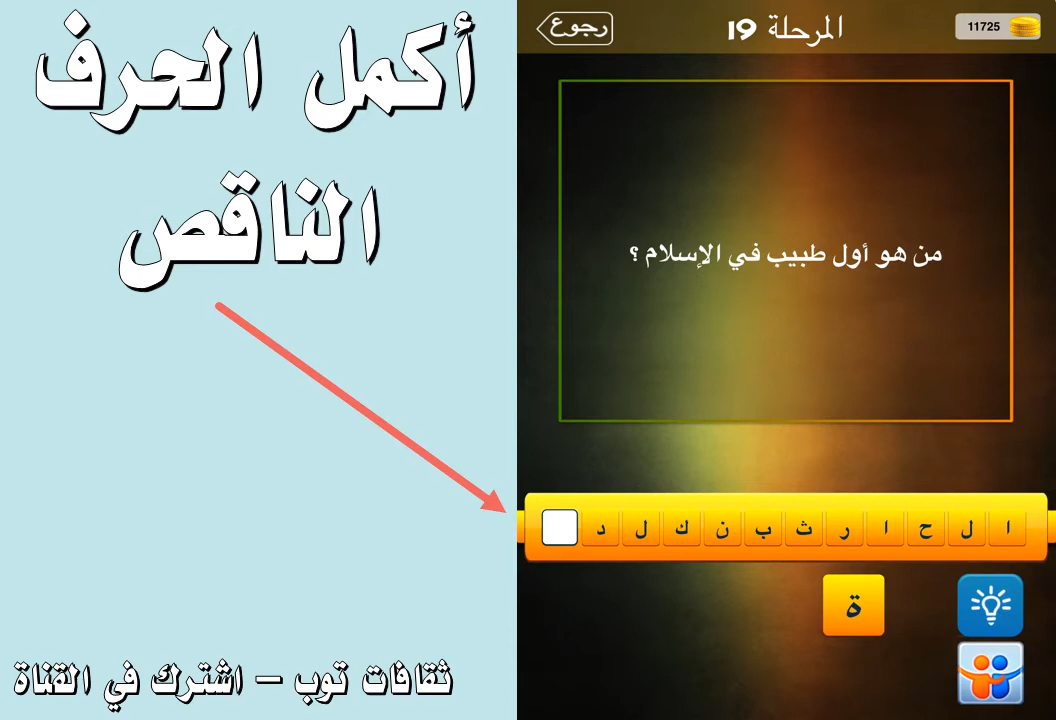 أكمل الحرف
الناقص
ثقافات توب – اشترك في القناة
رجوع
المرحلة 19
11725
من هو أول طبيب في الإسلام ؟
ا ل ح ا ر ث ب ن ك ل د
ة